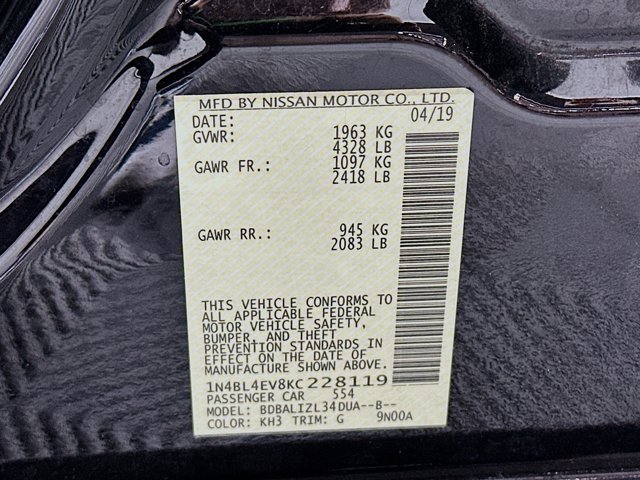 MFD BY NISSAN MOTOR CO., LTD.
DATE: 04/19
GVWR: 1963 KG
4328 LB
GAWR FR.: 1097 KG
2418 LB
GAWR RR.: 945 KG
2083 LB
THIS VEHICLE CONFORMS TO
ALL APPLICABLE FEDERAL
MOTOR VEHICLE SAFETY,
BUMPER, AND THEFT
PREVENTION STANDARDS IN
EFFECT ON THE DATE OF
MANUFACTURE SHOWN ABOVE.
1N4BL4EV8KC228119
PASSENGER CAR 554
MODEL: BDBALIZL34DUA--B--
COLOR: KH3 TRIM: G 9N00A